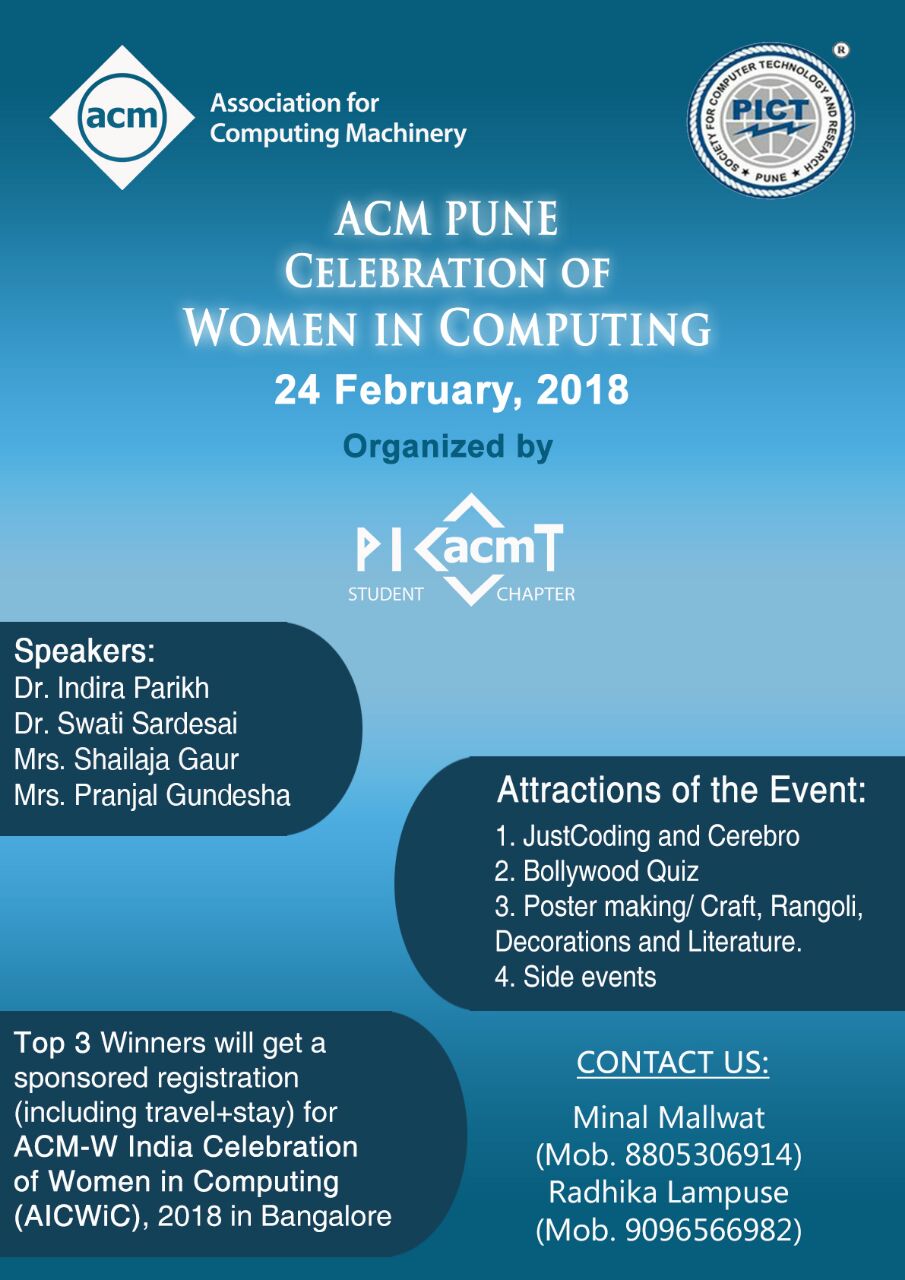 acm
Association for
Computing Machinery
SOCIETY FOR COMPUTER TECHNOLOGY AND RESEARCH
PICT
★ PUNE ★
®
ACM PUNE
CELEBRATION OF
WOMEN IN COMPUTING
24 February, 2018
Organized by
PICacmT
STUDENT CHAPTER
Speakers:
Dr. Indira Parikh
Dr. Swati Sardesai
Mrs. Shailaja Gaur
Mrs. Pranjal Gundesha
Attractions of the Event:
1. JustCoding and Cerebro
2. Bollywood Quiz
3. Poster making/ Craft, Rangoli,
Decorations and Literature.
4. Side events
Top 3 Winners will get a
sponsored registration
(including travel+stay) for
ACM-W India Celebration
of Women in Computing
(AICWiC), 2018 in Bangalore
CONTACT US:
Minal Mallwat
(Mob. 8805306914)
Radhika Lampuse
(Mob. 9096566982)